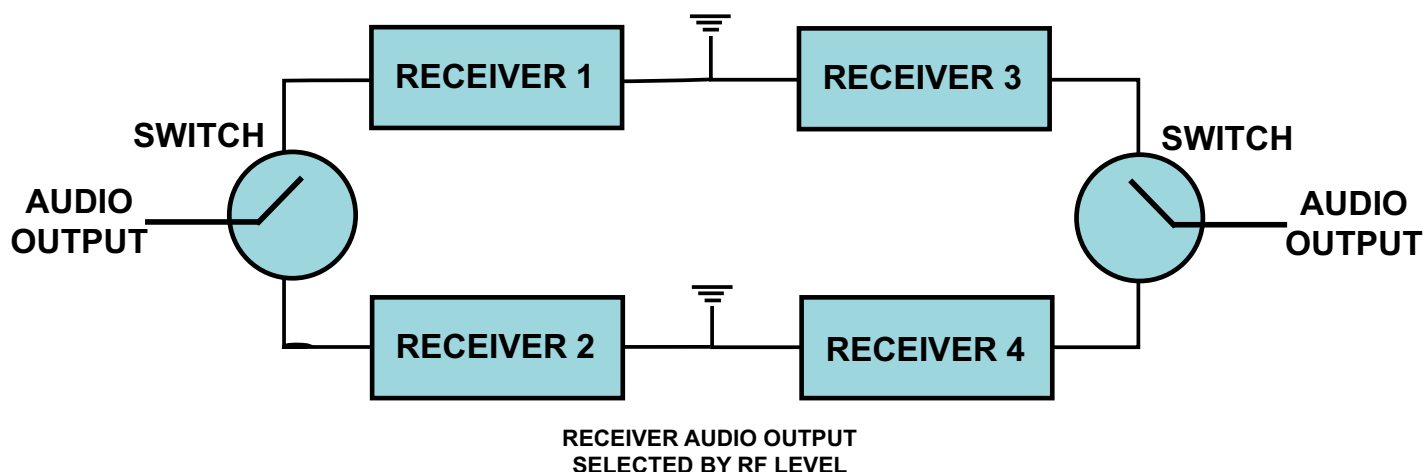 RECEIVER 1
RECEIVER 3
SWITCH
SWITCH
AUDIO
OUTPUT
AUDIO
OUTPUT
RECEIVER 2
RECEIVER 4
RECEIVER AUDIO OUTPUT
SELECTED BY RF LEVEL